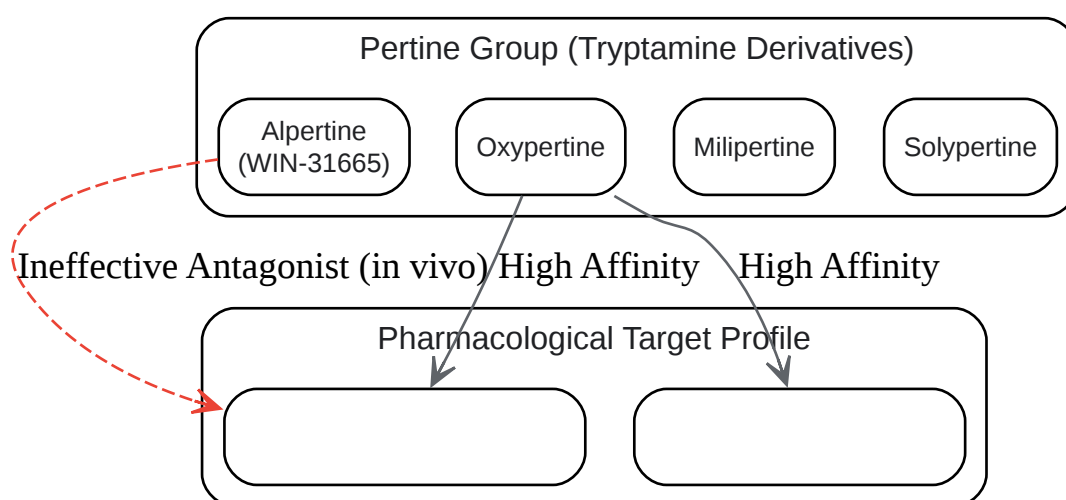 Pertine Group (Tryptamine Derivatives)
Alpertine
(WIN-31665)
Oxypertine
Milipertine
Solypertine
Ineffective Antagonist (in vivo)
High Affinity
High Affinity
Pharmacological Target Profile